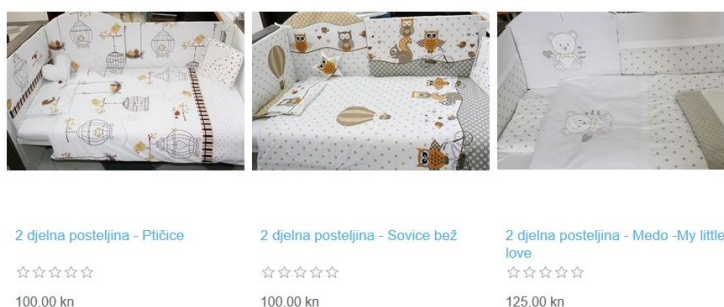 2 djelna posteljina - Ptičice
100.00 kn
2 djelna posteljina - Sovice bež
100.00 kn
2 djelna posteljina - Medo -My little
love
125.00 kn